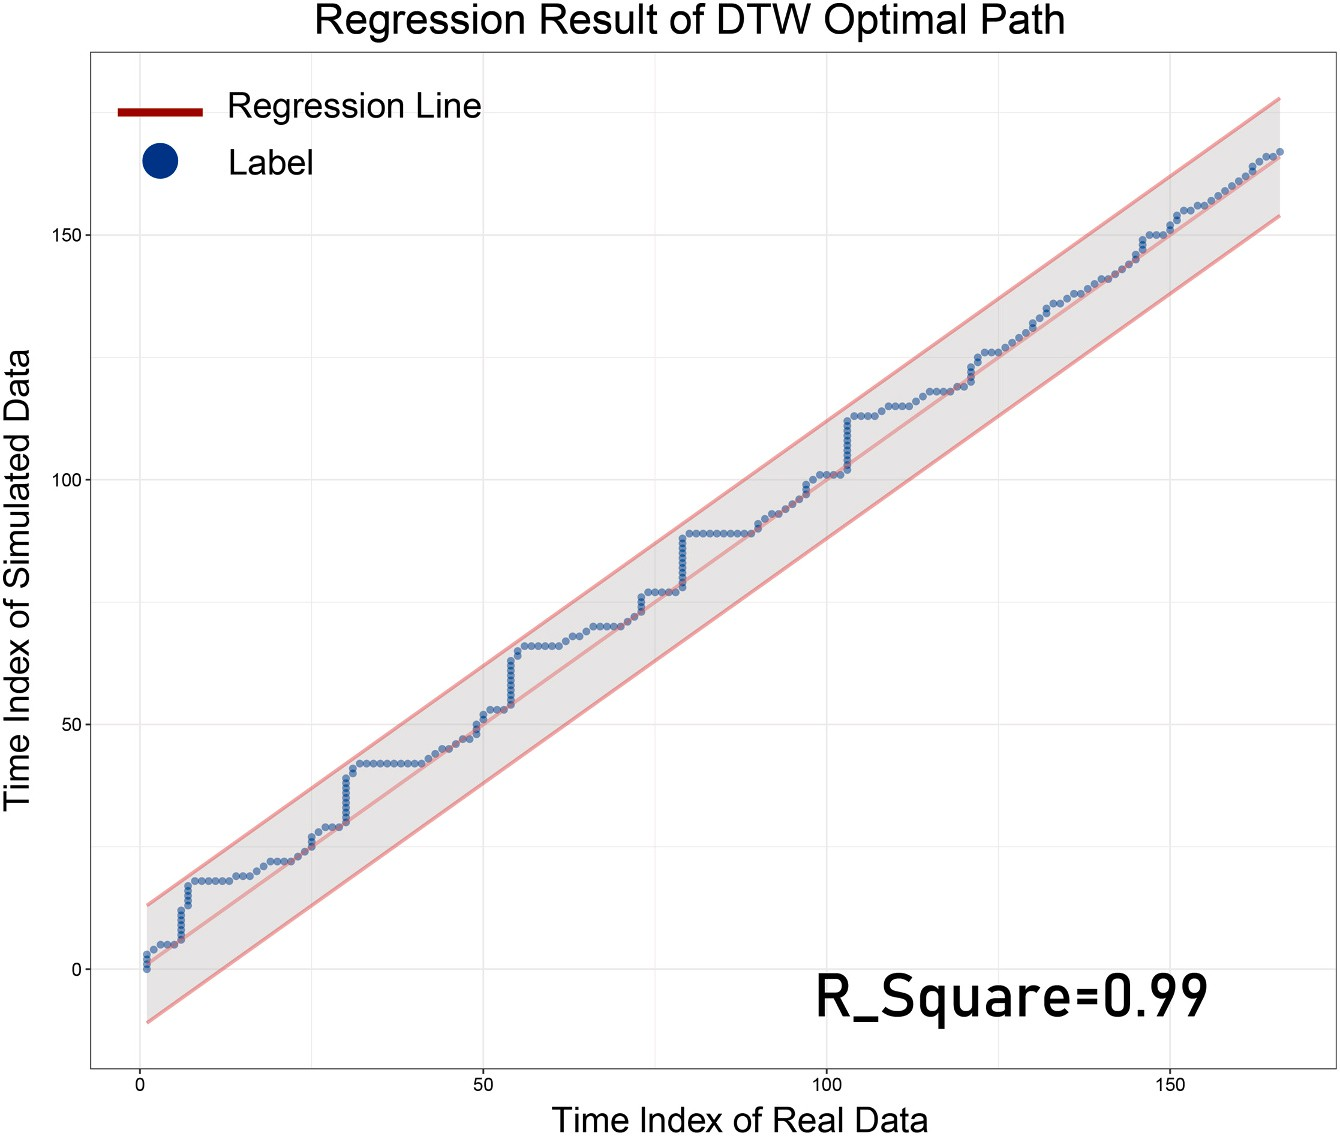 Regression Result of DTW Optimal Path
Regression Line
Label
150
100
50
0
Time Index of Simulated Data
R_Square=0.99
0 50 100 150
Time Index of Real Data